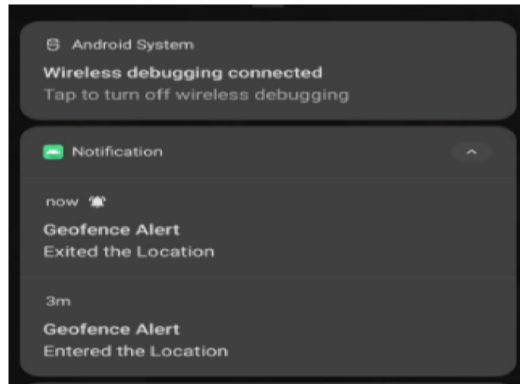 Android System
Wireless debugging connected
Tap to turn off wireless debugging
Notification
now
Geofence Alert
Exited the Location
3m
Geofence Alert
Entered the Location